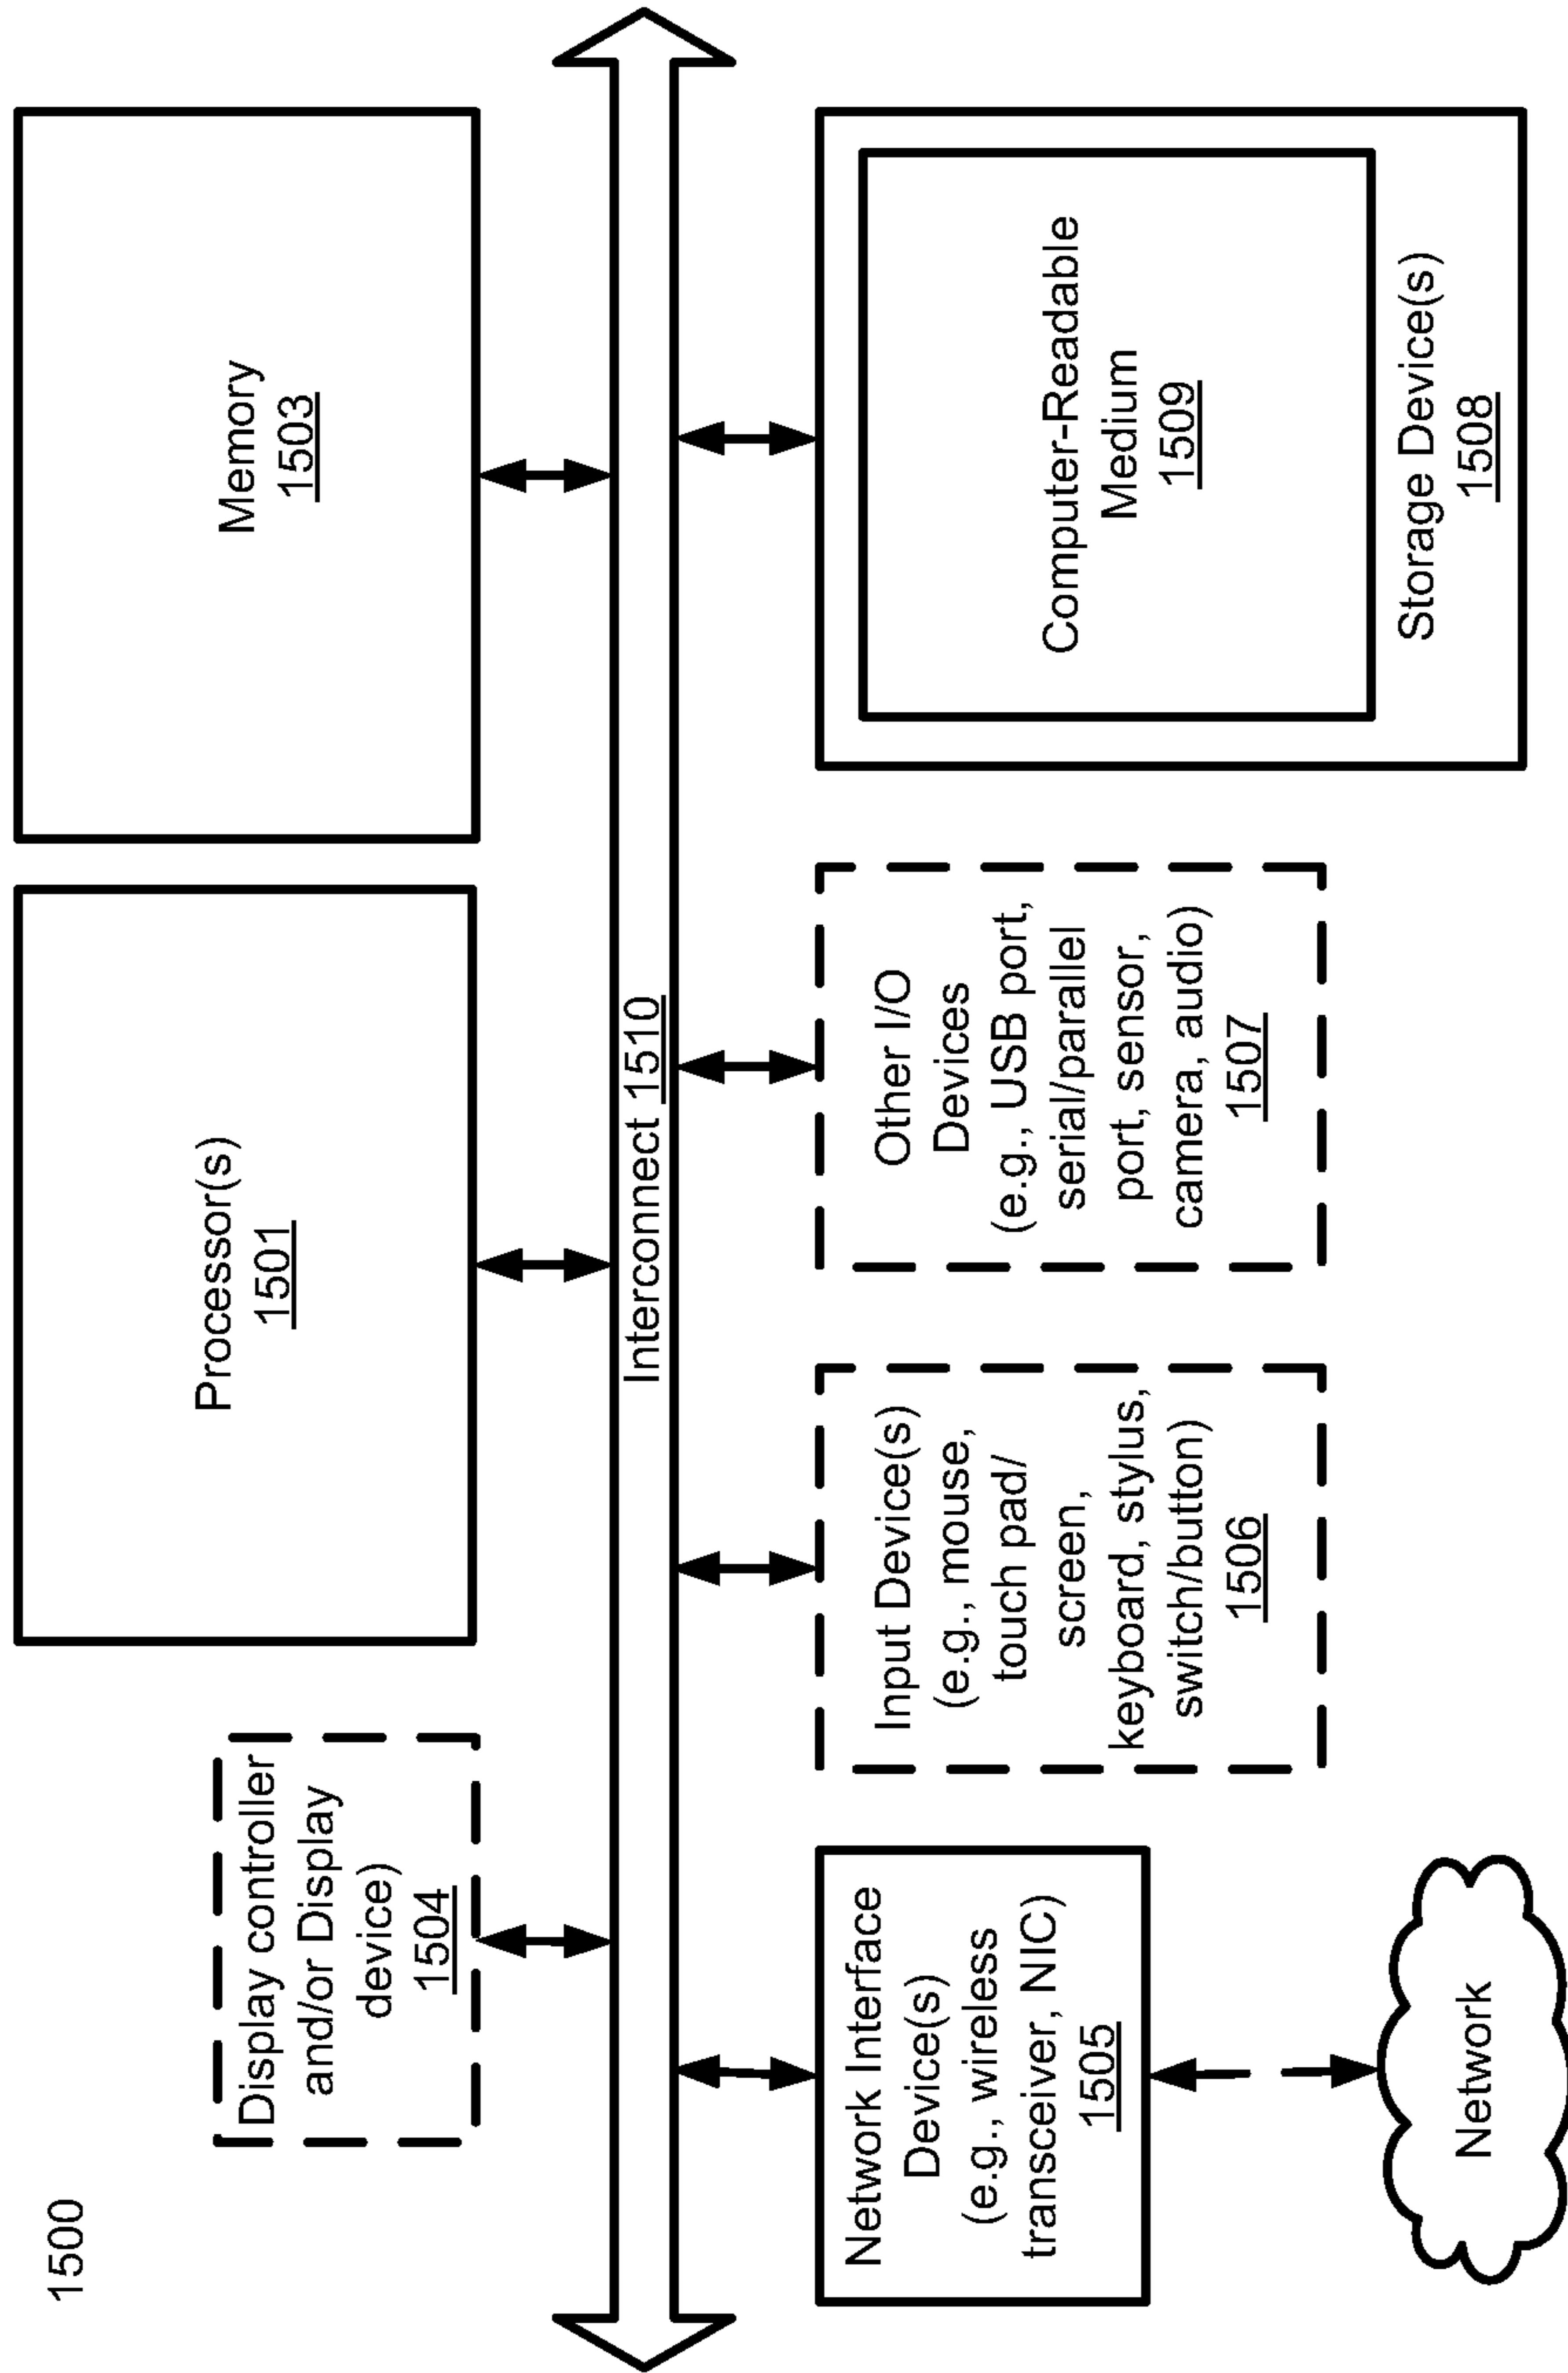 1500
Display controller
and/or Display
device)
1504
Processor(s)
1501
Memory
1503
Interconnect 1510
Network Interface
Device(s)
(e.g., wireless
transceiver, NIC)
1505
Input Device(s)
(e.g., mouse,
touch pad/
screen,
keyboard, stylus,
switch/button)
1506
Other I/O
Devices
(e.g., USB port,
serial/parallel
port, sensor,
camera, audio)
1507
Computer-Readable
Medium
1509
Storage Device(s)
1508
Network